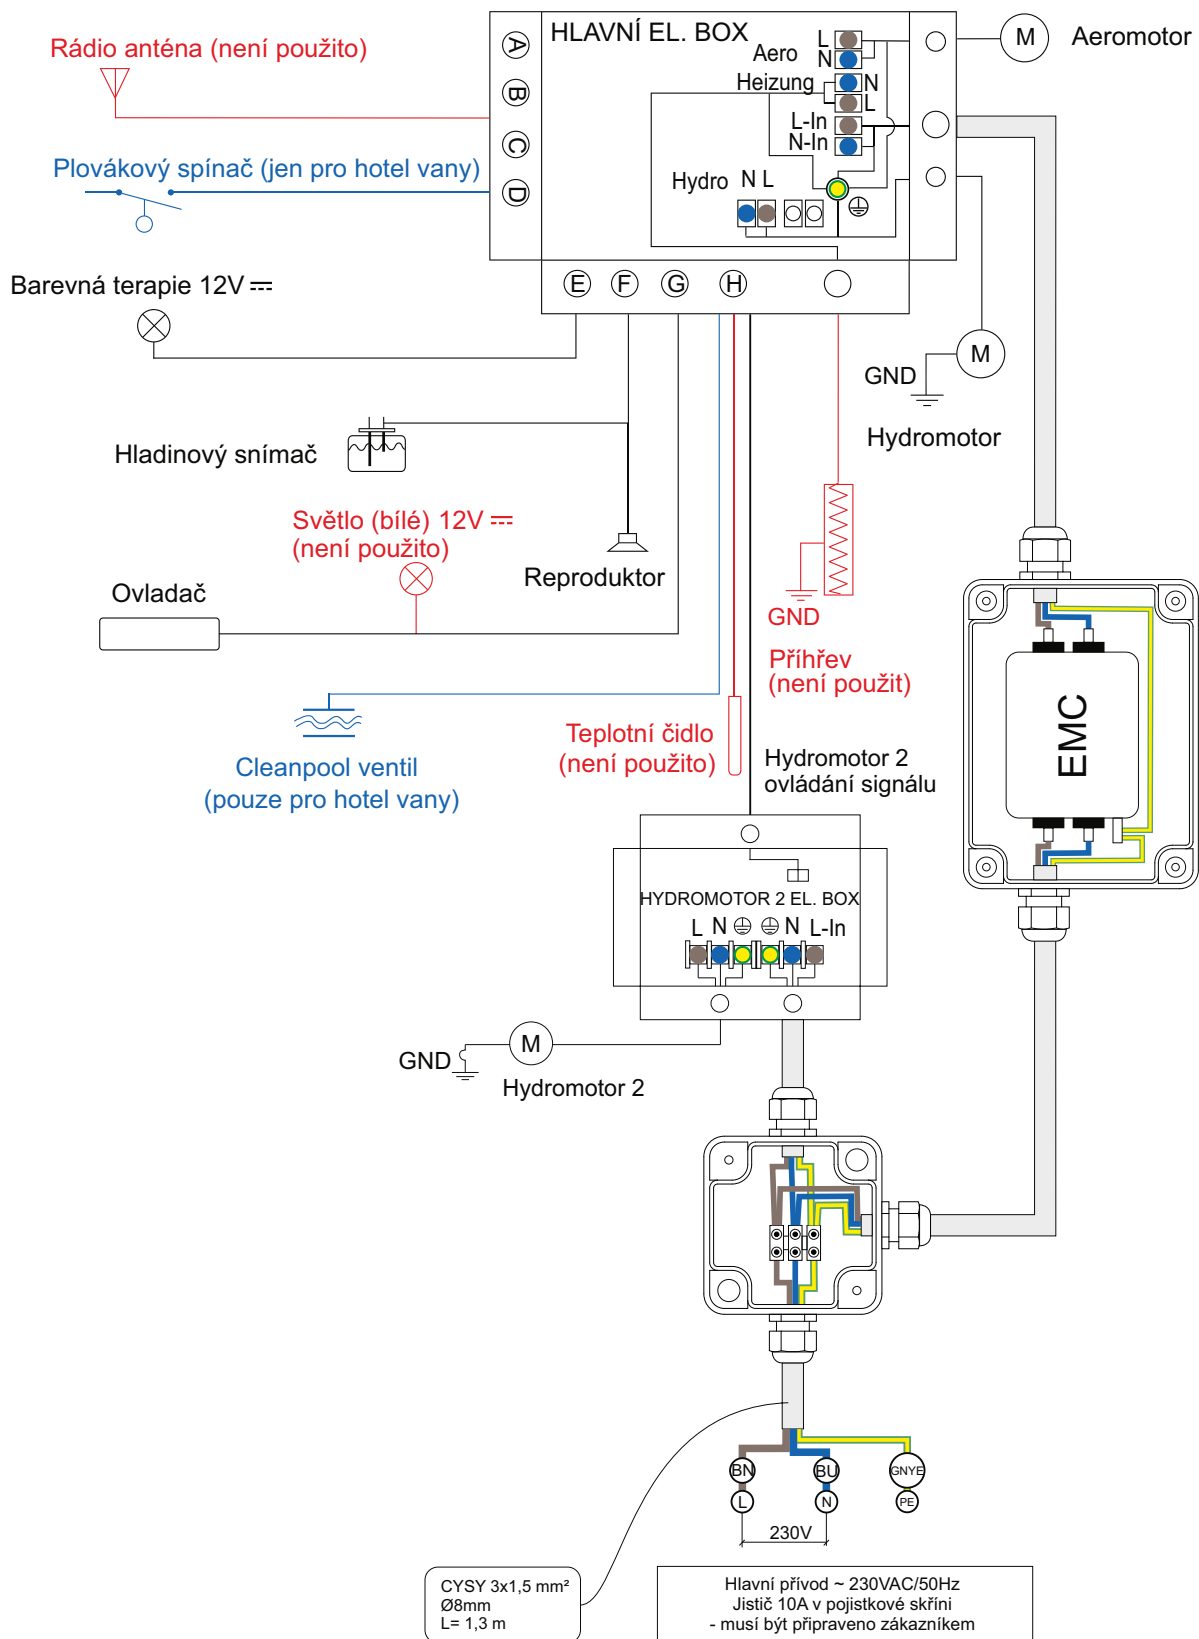 HLAVNÍ EL. BOX
A
B
C
D
Aero
L
N
Heizung
N
L
L-In
N-In
Hydro N L
E
F
G
H
M
Aeromotor
Rádio anténa (není použito)
Plovákový spínač (jen pro hotel vany)
Barevná terapie 12V
M
GND
Hydromotor
Hladinový snímač
Světlo (bílé) 12V
(není použito)
Reproduktor
Ovladač
GND
Příhřev
(není použit)
Teplotní čidlo
(není použito)
Cleanpool ventil
(pouze pro hotel vany)
Hydromotor 2
ovládání signálu
EMC
HYDROMOTOR 2 EL. BOX
L N N L-In
GND
M
Hydromotor 2
BN
BU
GNYE
L
N
PE
230V
CYSY 3x1,5 mm²
Ø8mm
L= 1,3 m
Hlavní přívod ~ 230VAC/50Hz
Jistič 10A v pojistkové skříni
- musí být připraveno zákazníkem